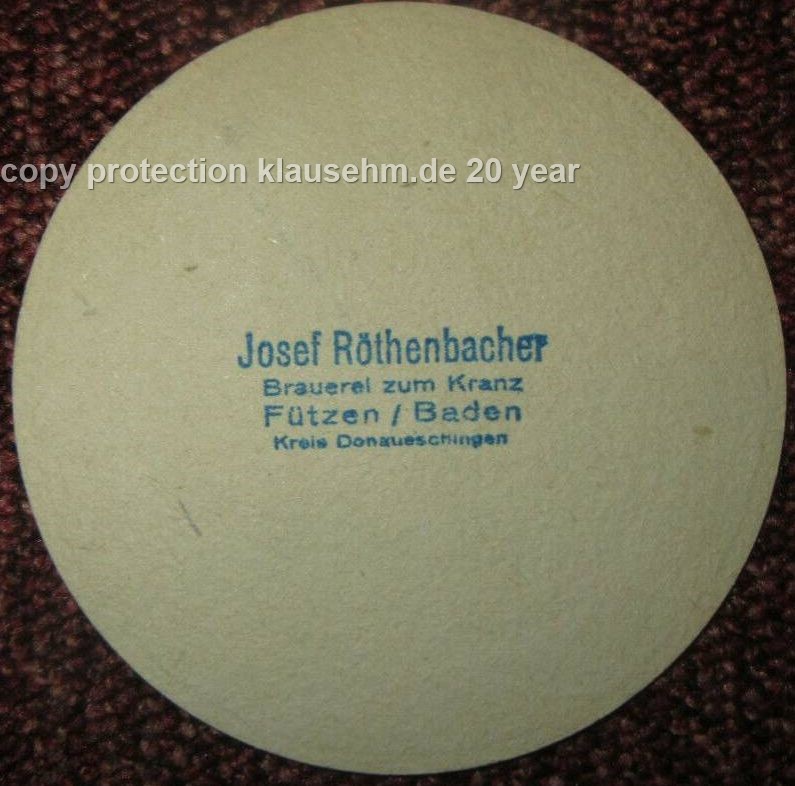 copy protection klausehm.de 20 year
Josef Röthenbacher
Brauerei zum Kranz
Fützen / Baden
Kreis Donaueschingen